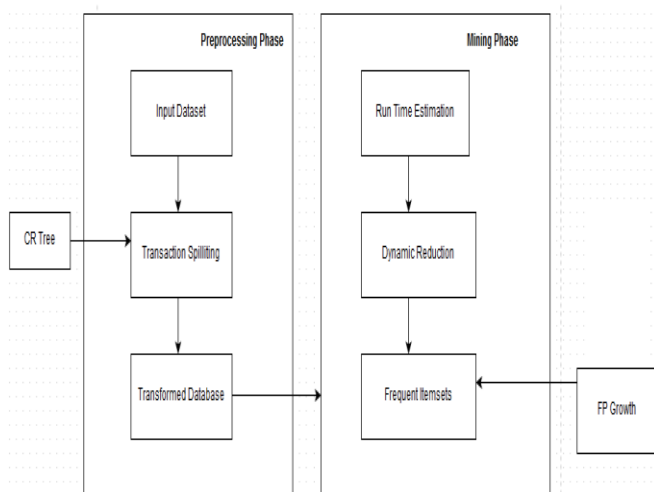 Preprocessing Phase
Mining Phase
Input Dataset
Run Time Estimation
CR Tree
Transaction Spilliting
Dynamic Reduction
Transformed Database
Frequent Itemsets
FP Growth